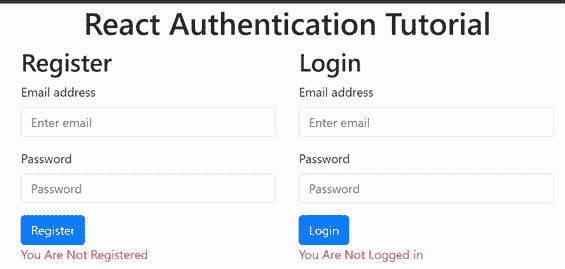 React Authentication Tutorial
Register
Email address
Enter email
Password
Password
Register
You Are Not Registered
Login
Email address
Enter email
Password
Password
Login
You Are Not Logged in